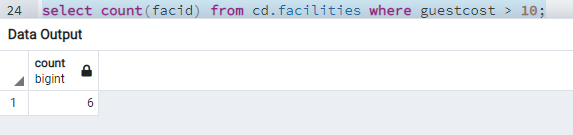 24 select count(facid) from cd.facilities where guestcost > 10;
Data Output
count
bigint
1 6